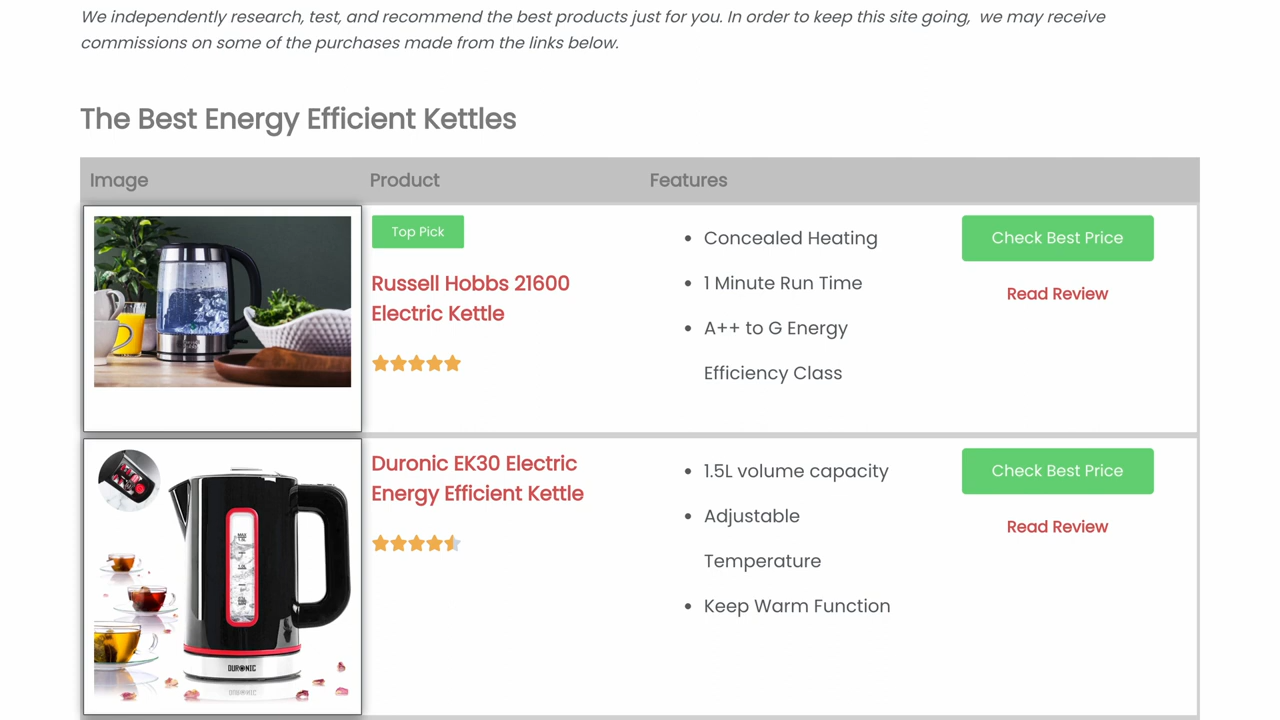 We independently research, test, and recommend the best products just for you. In order to keep this site going, we may receive
commissions on some of the purchases made from the links below.
The Best Energy Efficient Kettles
Image Product Features
Top Pick
Russell Hobbs 21600
Electric Kettle
• Concealed Heating
• 1 Minute Run Time
• A++ to G Energy
Efficiency Class
Check Best Price
Read Review
Duronic EK30 Electric
Energy Efficient Kettle
• 1.5L volume capacity
• Adjustable
Temperature
• Keep Warm Function
Check Best Price
Read Review
DURONIC